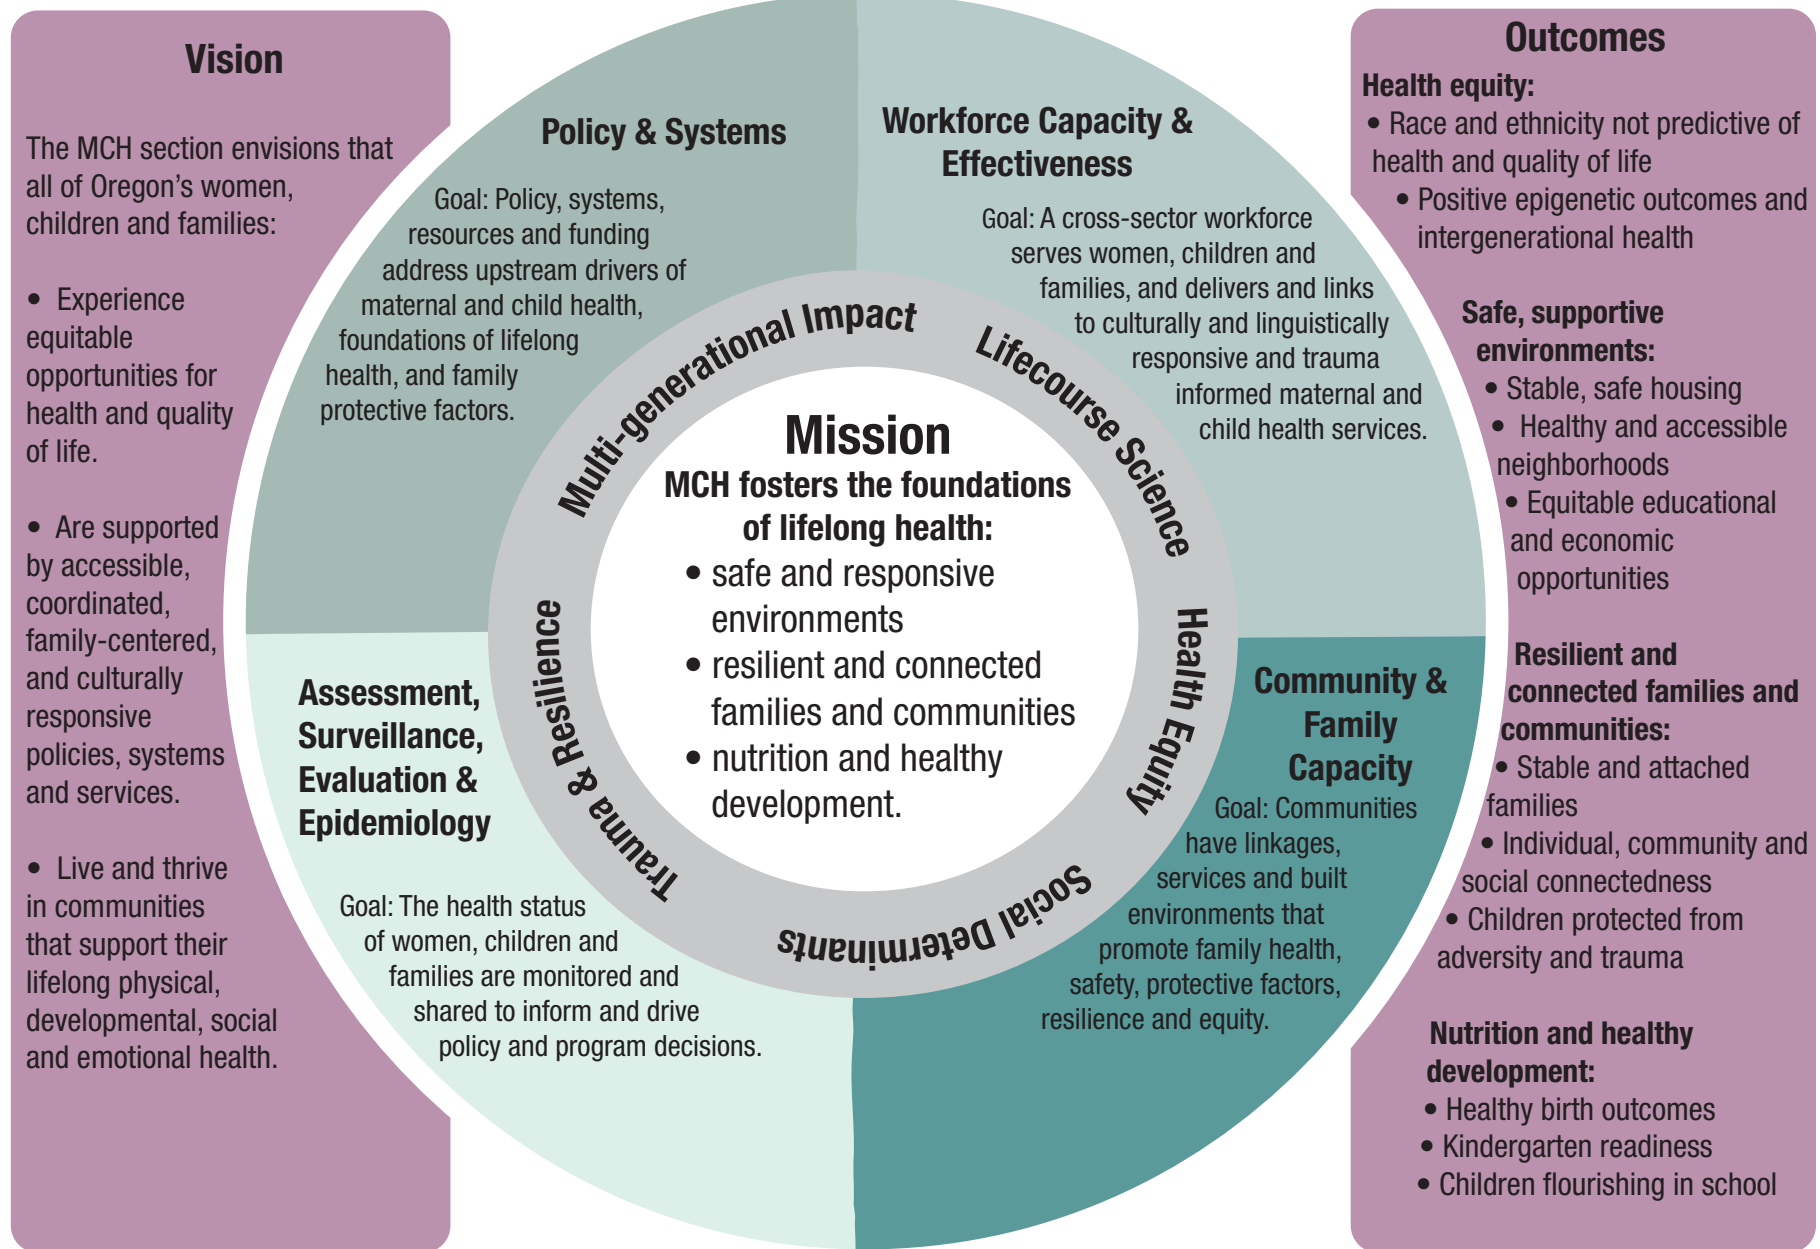 Vision
The MCH section envisions that
all of Oregon's women,
children and families:
• Experience
equitable
opportunities for
health and quality
of life.
• Are supported
by accessible,
coordinated,
family-centered,
and culturally
responsive
policies, systems
and services.
• Live and thrive
in communities
that support their
lifelong physical,
developmental, social
and emotional health.
Policy & Systems
Goal: Policy, systems,
resources and funding
address upstream drivers of
maternal and child health,
foundations of lifelong
health, and family
protective factors.
Workforce Capacity &
Effectiveness
Goal: A cross-sector workforce
serves women, children and
families, and delivers and links
to culturally and linguistically
responsive and trauma
informed maternal and
child health services.
Multi-generational Impact
Lifecourse Science
Health Equity
Social Determinants
Trauma & Resilience
Mission
MCH fosters the foundations
of lifelong health:
• safe and responsive
environments
• resilient and connected
families and communities
• nutrition and healthy
development.
Assessment,
Surveillance,
Evaluation &
Epidemiology
Goal: The health status
of women, children and
families are monitored and
shared to inform and drive
policy and program decisions.
Community &
Family
Capacity
Goal: Communities
have linkages,
services and built
environments that
promote family health,
safety, protective factors,
resilience and equity.
Outcomes
Health equity:
• Race and ethnicity not predictive of
health and quality of life
• Positive epigenetic outcomes and
intergenerational health
Safe, supportive
environments:
• Stable, safe housing
• Healthy and accessible
neighborhoods
• Equitable educational
and economic
opportunities
Resilient and
connected families and
communities:
• Stable and attached
families
• Individual, community and
social connectedness
• Children protected from
adversity and trauma
Nutrition and healthy
development:
• Healthy birth outcomes
• Kindergarten readiness
• Children flourishing in school